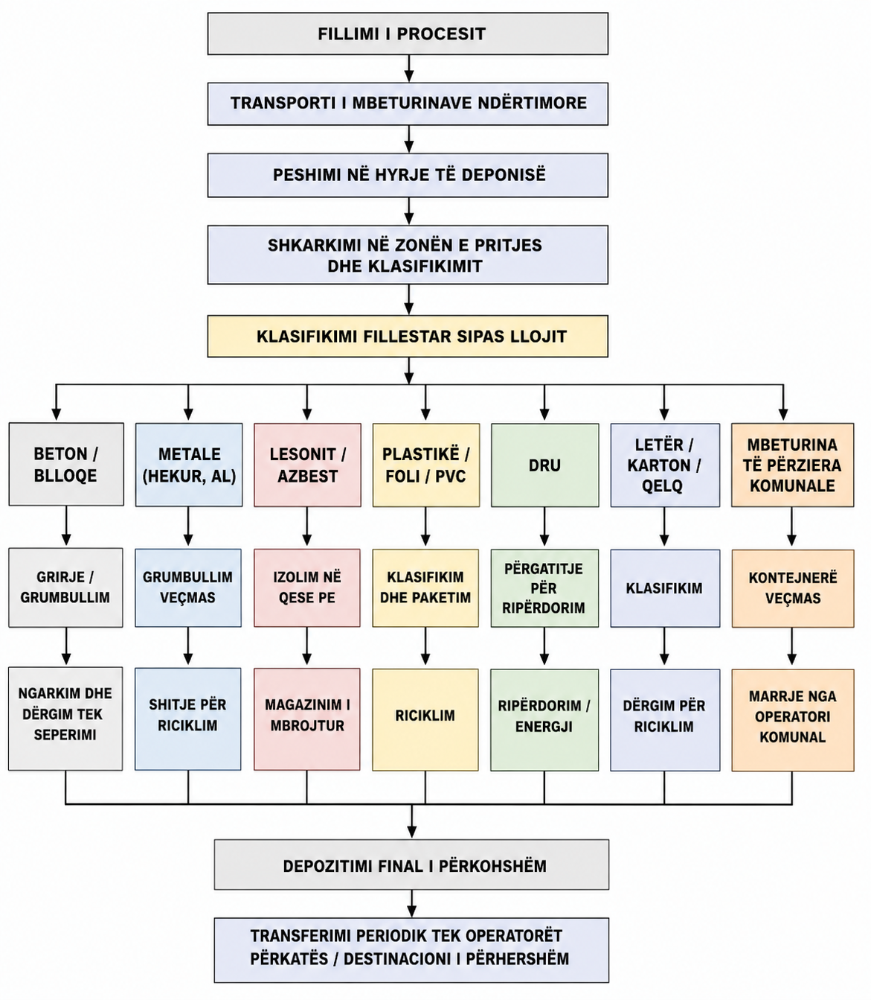 FILLIMI I PROCESIT
TRANSPORTI I MBETURINAVE NDËRTIMORE
PESHIMI NË HYRJE TË DEPONISË
SHKARKIMI NË ZONËN E PRITJES
DHE KLASIFIKIMIT
KLASIFIKIMI FILLESTAR SIPAS LLOJIT
BETON /
BLLOQE
METALE
(HEKUR, AL)
LESONIT /
AZBEST
PLASTIKË /
FOLI / PVC
DRU
LETËR /
KARTON /
QELQ
MBETURINA
TË PËRZIERA
KOMUNALE
GRIRJE /
GRUMBULLIM
GRUMBULLIM
VEÇMAS
IZOLIM NË
QESE PE
KLASIFIKIM
DHE PAKETIM
PËRGATITJE
PËR
RIPËRDORIM
KLASIFIKIM
KONTEJNERË
VEÇMAS
NGARKIM DHE
DËRGIM TEK
SEPERIMI
SHITJE PËR
RICIKLIM
MAGAZINIM I
MBROJTUR
RICIKLIM
RIPËRDORIM /
ENERGJI
DËRGIM PËR
RICIKLIM
MARRJE NGA
OPERATORI
KOMUNAL
DEPOZITIMI FINAL I PËRKOHSHËM
TRANSFERIMI PERIODIK TEK OPERATORËT
PËRKATËS / DESTINACIONI I PËRHERSHËM